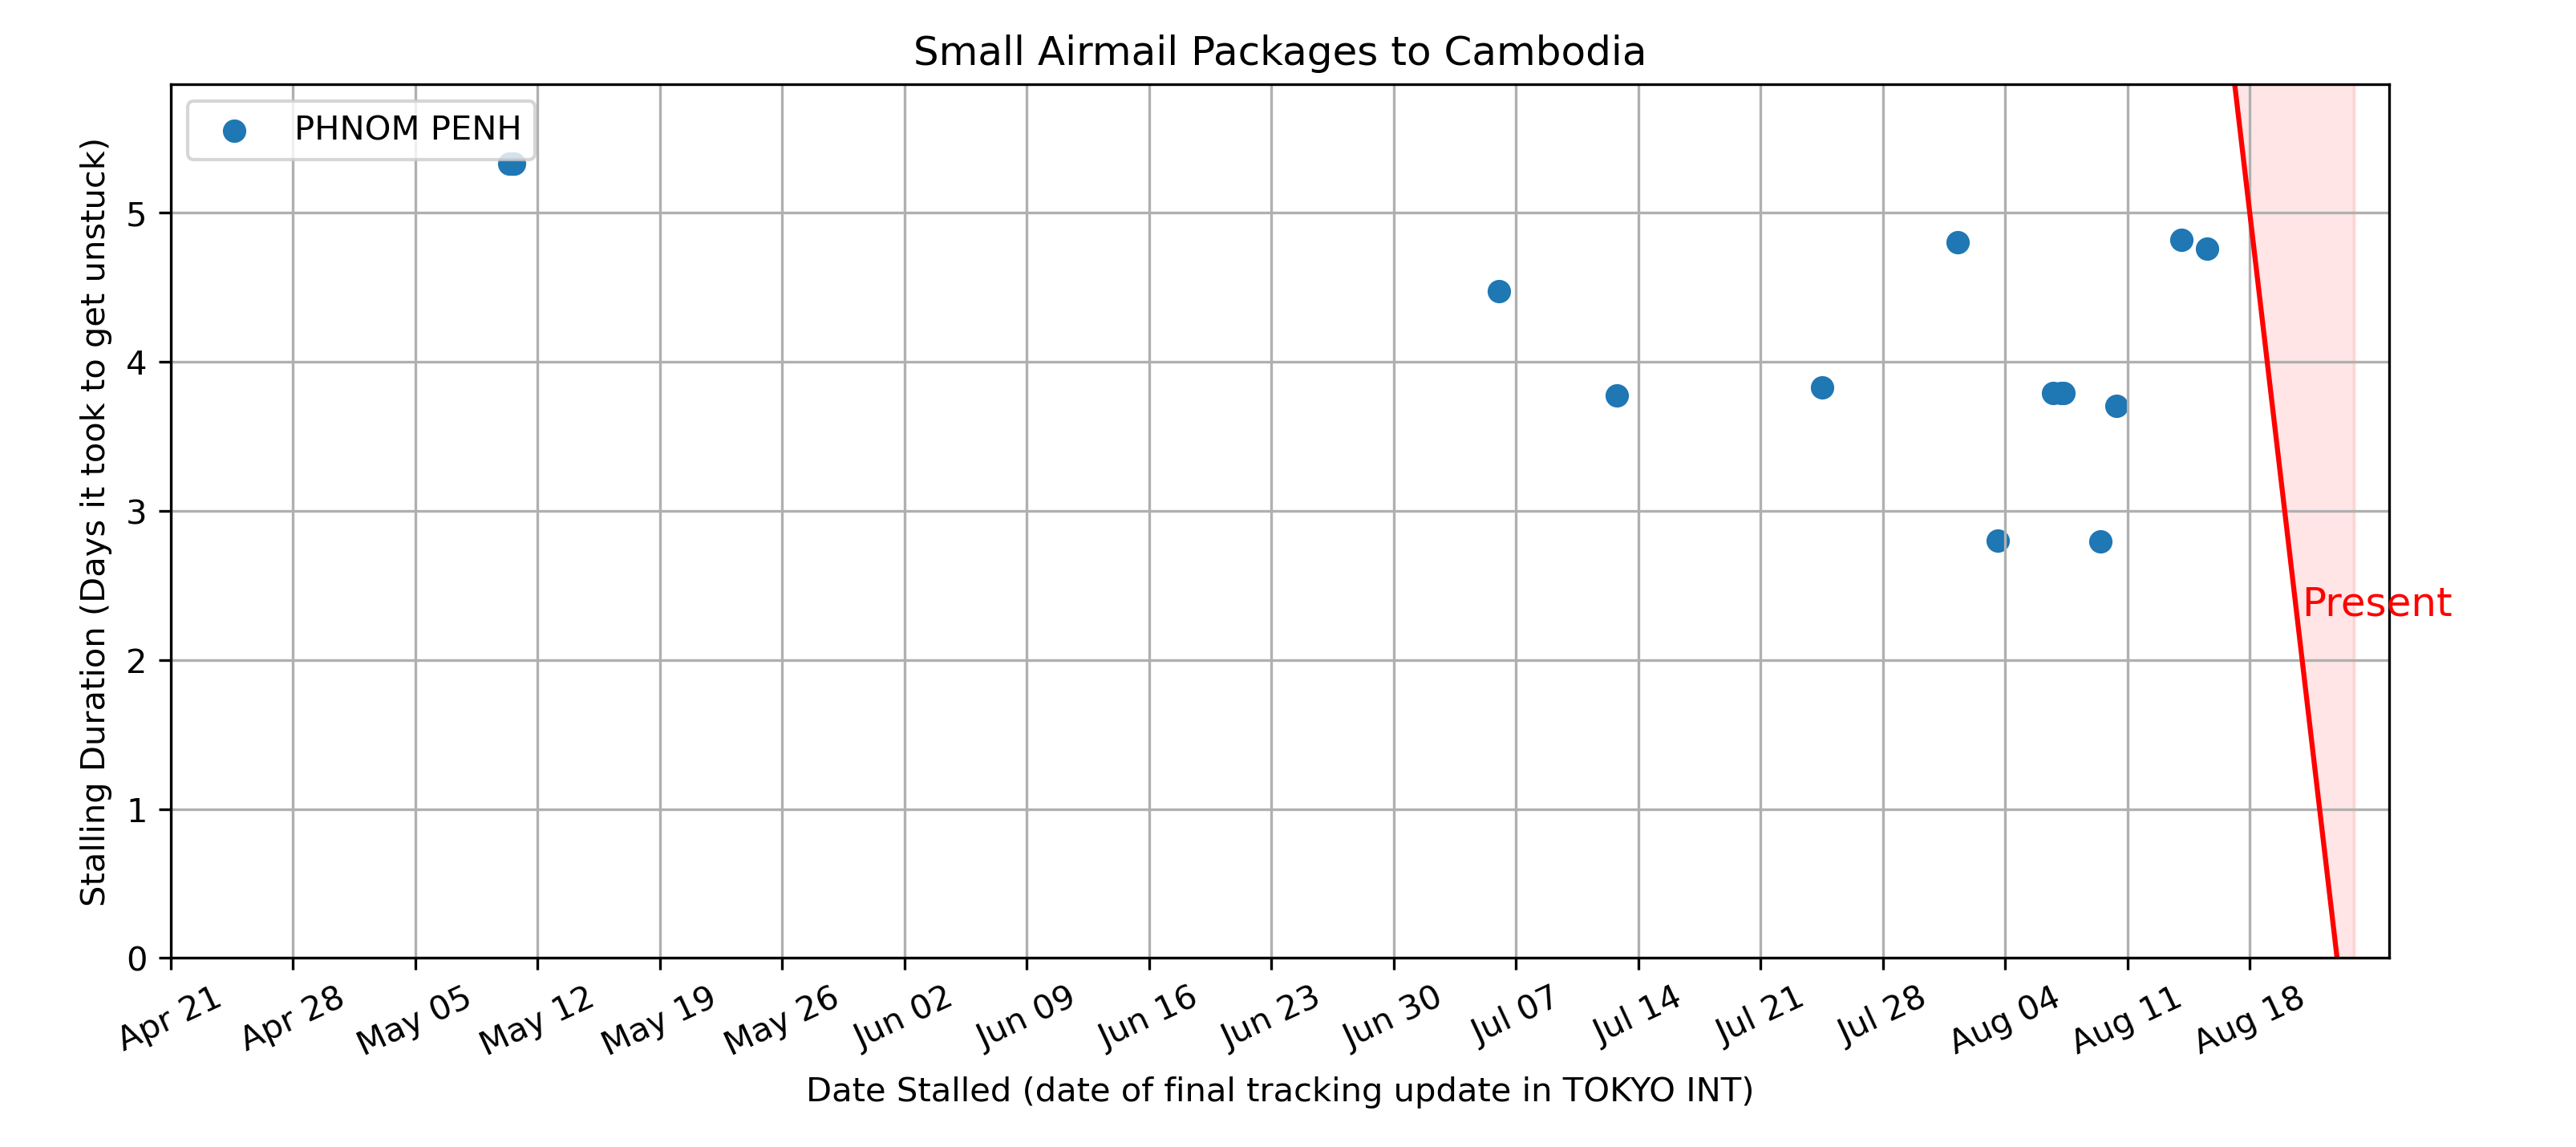 Small Airmail Packages to Cambodia
PHNOM PENH
Stalling Duration (Days it took to get unstuck)
5
4
3
2
1
0
Present
Apr 21
Apr 28
May 05
May 12
May 19
May 26
Jun 02
Jun 09
Jun 16
Jun 23
Jun 30
Jul 07
Jul 14
Jul 21
Jul 28
Aug 04
Aug 11
Aug 18
Date Stalled (date of final tracking update in TOKYO INT)